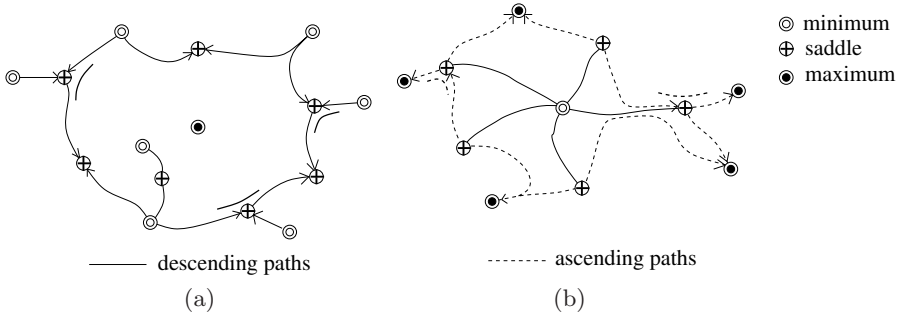 minimum
saddle
maximum
descending paths
ascending paths
(a)
(b)